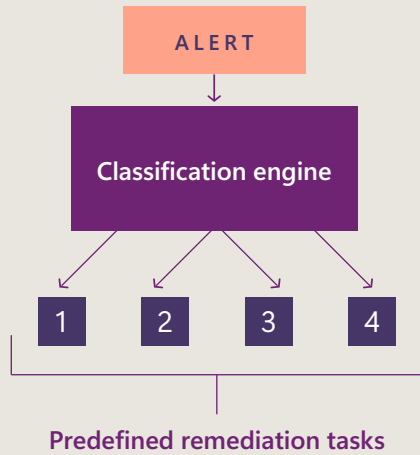 ALERT
Classification engine
1 2 3 4
Predefined remediation tasks